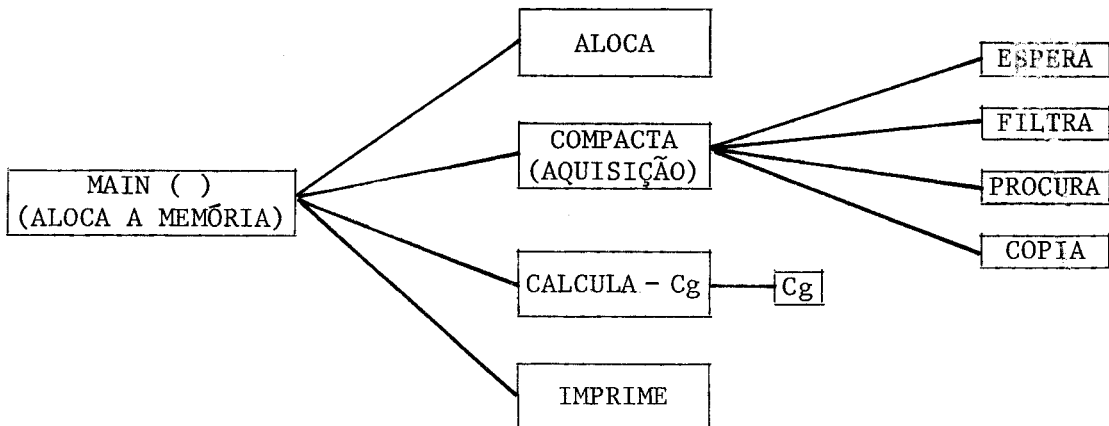 ALOCA
ESPERA
FILTRA
COMPACTA
(AQUISIÇÃO)
MAIN ( )
(ALOCA A MEMÓRIA)
PROCURA
COPIA
CALCULA - Cg
Cg
IMPRIME